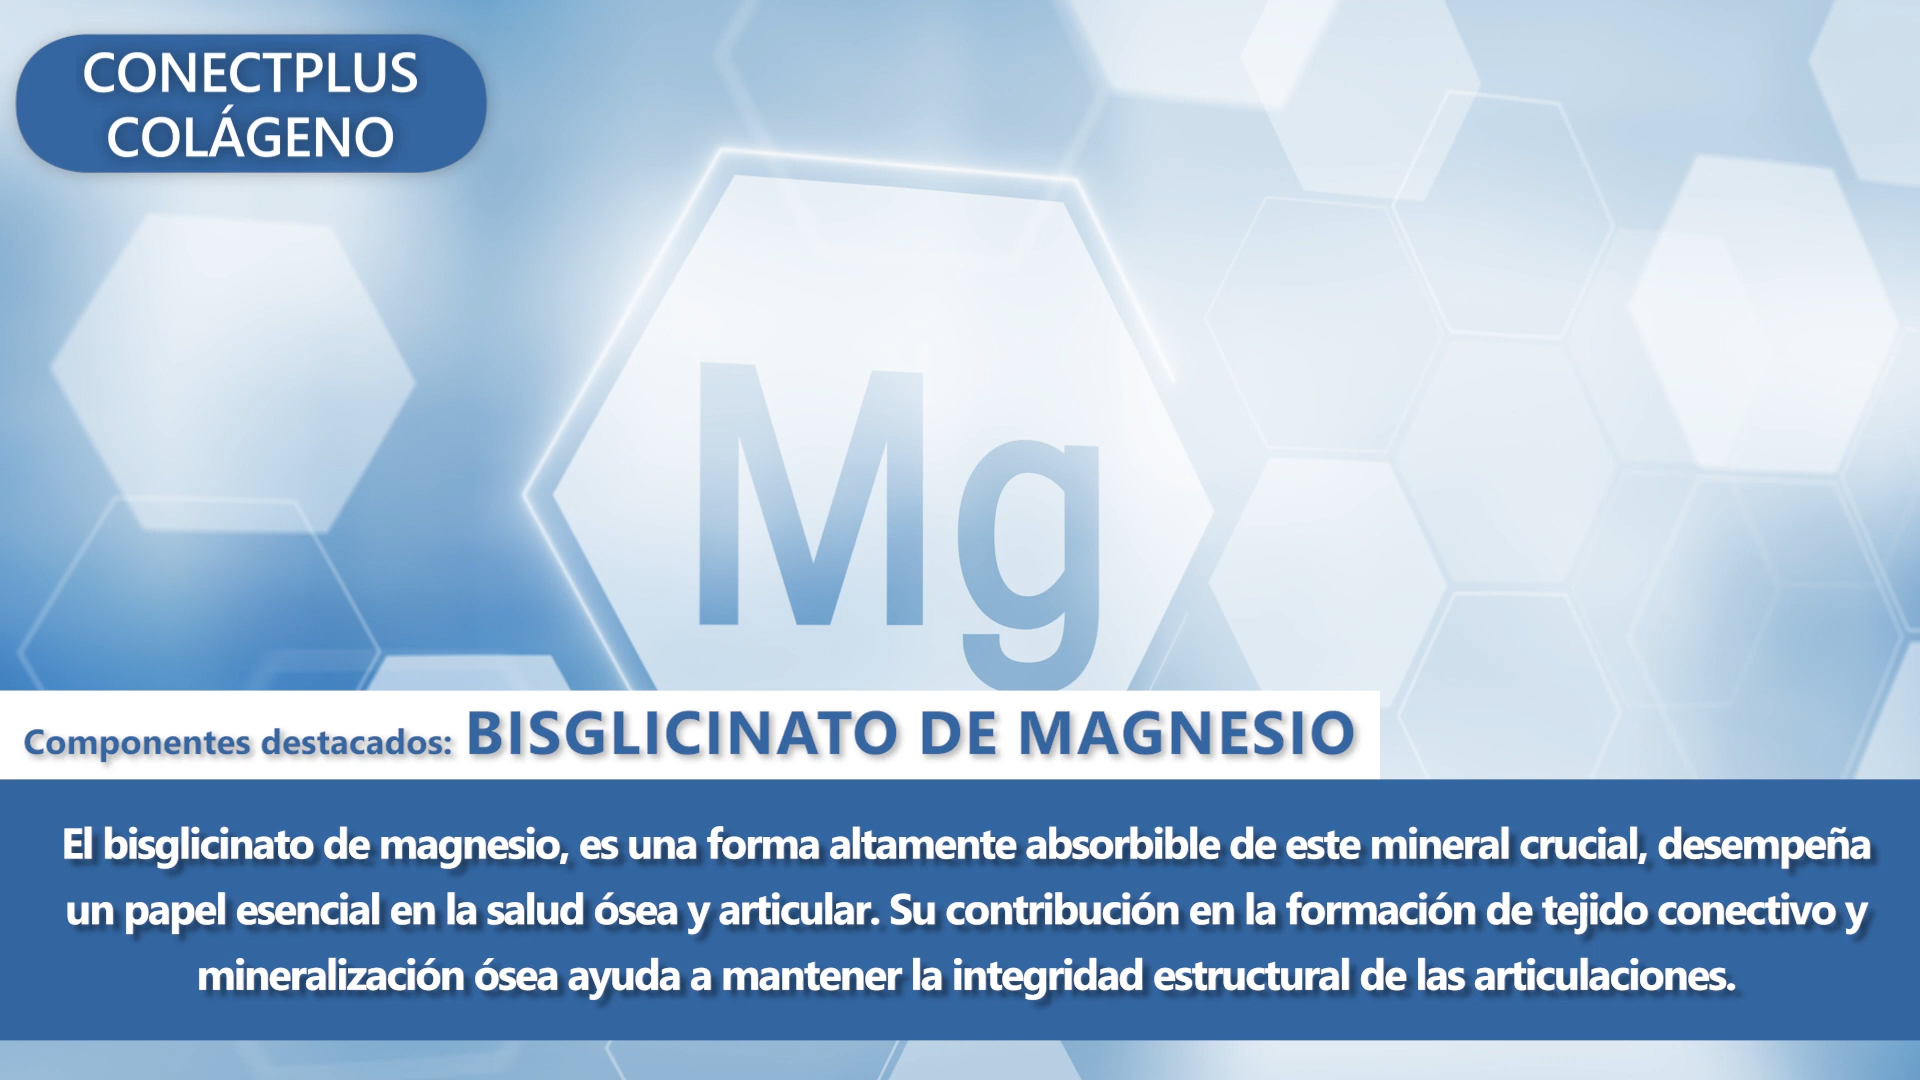 CONECTPLUS
COLÁGENO
Mg
Componentes destacados: BISGLICINATO DE MAGNESIO
El bisglicinato de magnesio, es una forma altamente absorbible de este mineral crucial, desempeña
un papel esencial en la salud ósea y articular. Su contribución en la formación de tejido conectivo y
mineralización ósea ayuda a mantener la integridad estructural de las articulaciones.